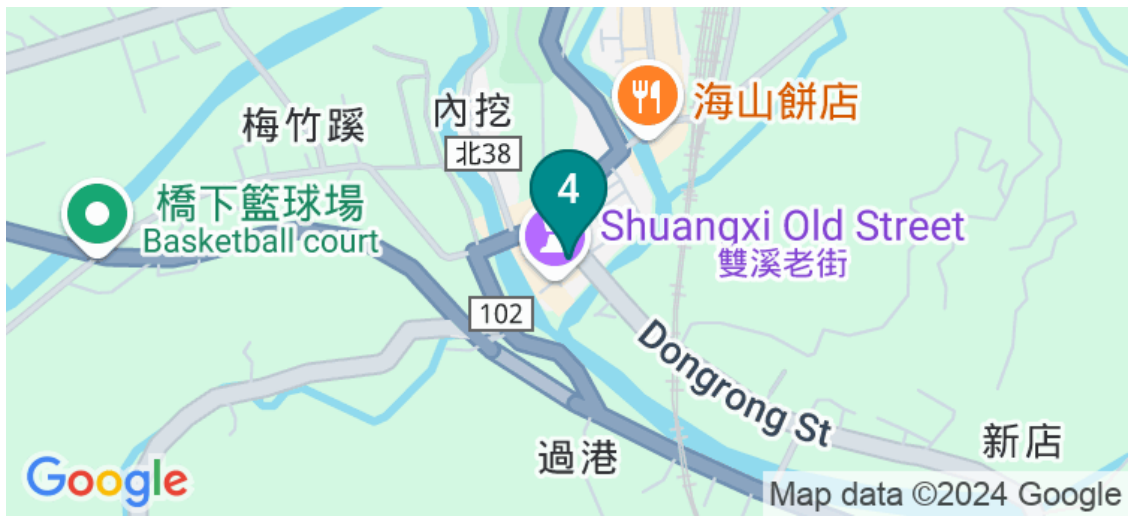 內挖
海山餅店
梅竹蹊
北38
4
橋下籃球場
Basketball court
Shuangxi Old Street
雙溪老街
102
Dongrong St
新店
過港
Google
Map data ©2024 Google